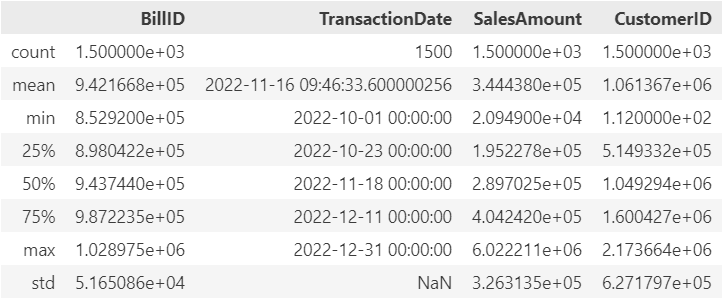 BillID TransactionDate SalesAmount CustomerID
count 1.500000e+03 1500 1.500000e+03 1.500000e+03
mean 9.421668e+05 2022-11-16 09:46:33.600000256 3.444380e+05 1.061367e+06
min 8.529200e+05 2022-10-01 00:00:00 2.094900e+04 1.120000e+02
25% 8.980422e+05 2022-10-23 00:00:00 1.952278e+05 5.149332e+05
50% 9.437440e+05 2022-11-18 00:00:00 2.897025e+05 1.049294e+06
75% 9.872235e+05 2022-12-11 00:00:00 4.042420e+05 1.600427e+06
max 1.028975e+06 2022-12-31 00:00:00 6.022211e+06 2.173664e+06
std 5.165086e+04 NaN 3.263135e+05 6.271797e+05